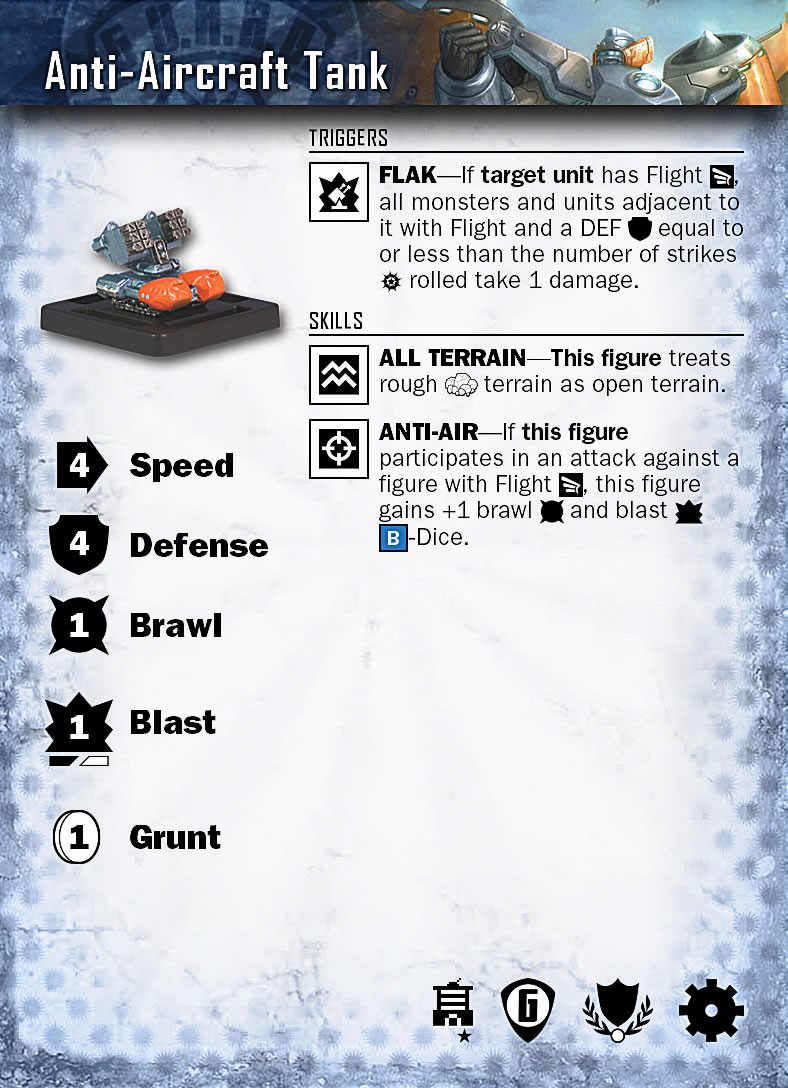 Anti-Aircraft Tank
TRIGGERS
FLAK—If target unit has Flight ,
all monsters and units adjacent to
it with Flight and a DEF equal to
or less than the number of strikes
rolled take 1 damage.
SKILLS
ALL TERRAIN—This figure treats
rough terrain as open terrain.
ANTI-AIR—If this figure
participates in an attack against a
figure with Flight , this figure
gains +1 brawl and blast
B-Dice.
4 Speed
4 Defense
1 Brawl
1 Blast
1 Grunt
G